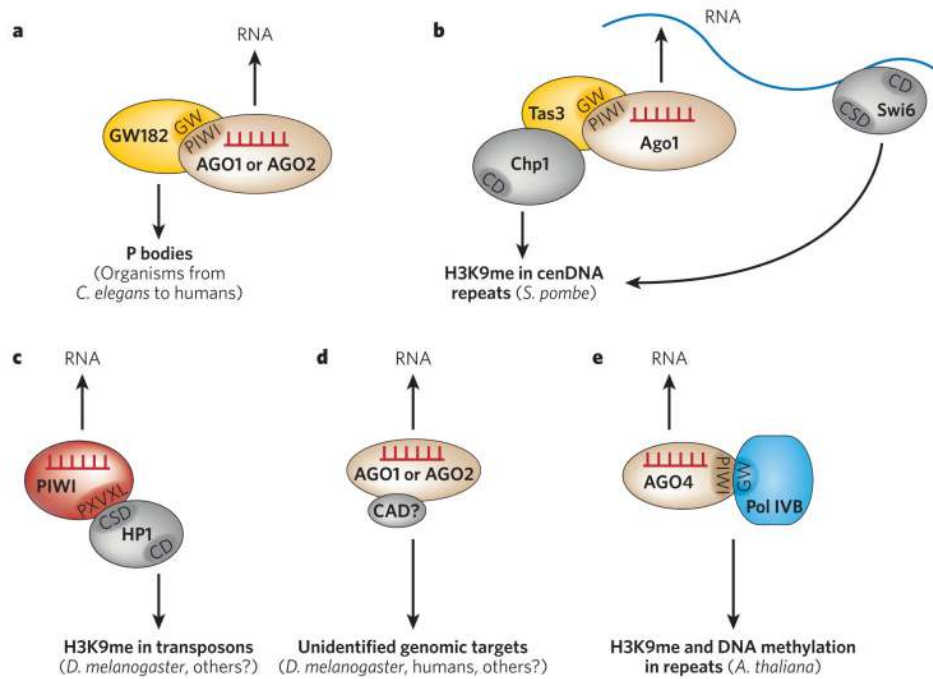 a
RNA
GW182
GW
PIWI
AGO1 or AGO2
P bodies
(Organisms from
C. elegans to humans)
b
RNA
Tas3
GW
PIWI
Ago1
Chp1
CD
CD
CSD
Swi6
H3K9me in cenDNA
repeats (S. pombe)
c
RNA
PIWI
PXVXL
CSD
HP1
CD
H3K9me in transposons
(D. melanogaster, others?)
d
RNA
AGO1 or AGO2
CAD?
Unidentified genomic targets
(D. melanogaster, humans, others?)
e
RNA
AGO4
PIWI
GW
Pol IVB
H3K9me and DNA methylation
in repeats (A. thaliana)